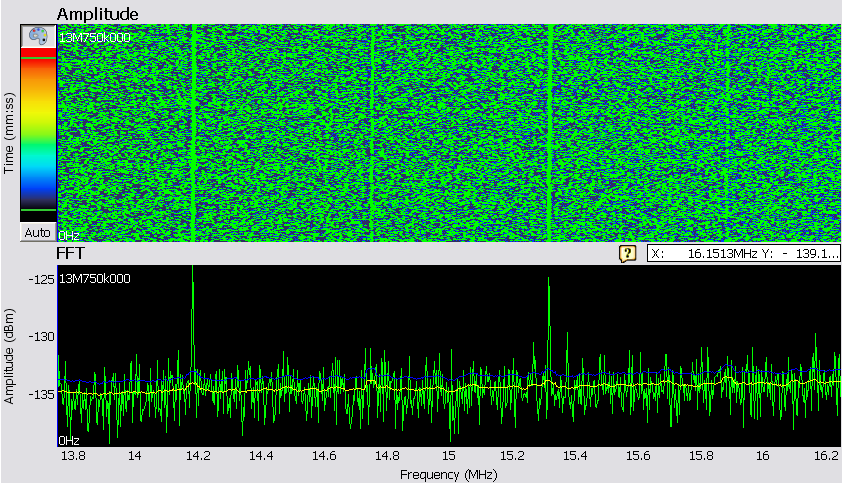 Amplitude
13M750k000
Time (mm:ss)
Auto
0Hz
FFT
?
X: 16.1513MHz Y: - 139.1...
-125
13M750k000
-130
Amplitude (dBm)
-135
0Hz
13.8 14 14.2 14.4 14.6 14.8 15 15.2 15.4 15.6 15.8 16 16.2
Frequency (MHz)